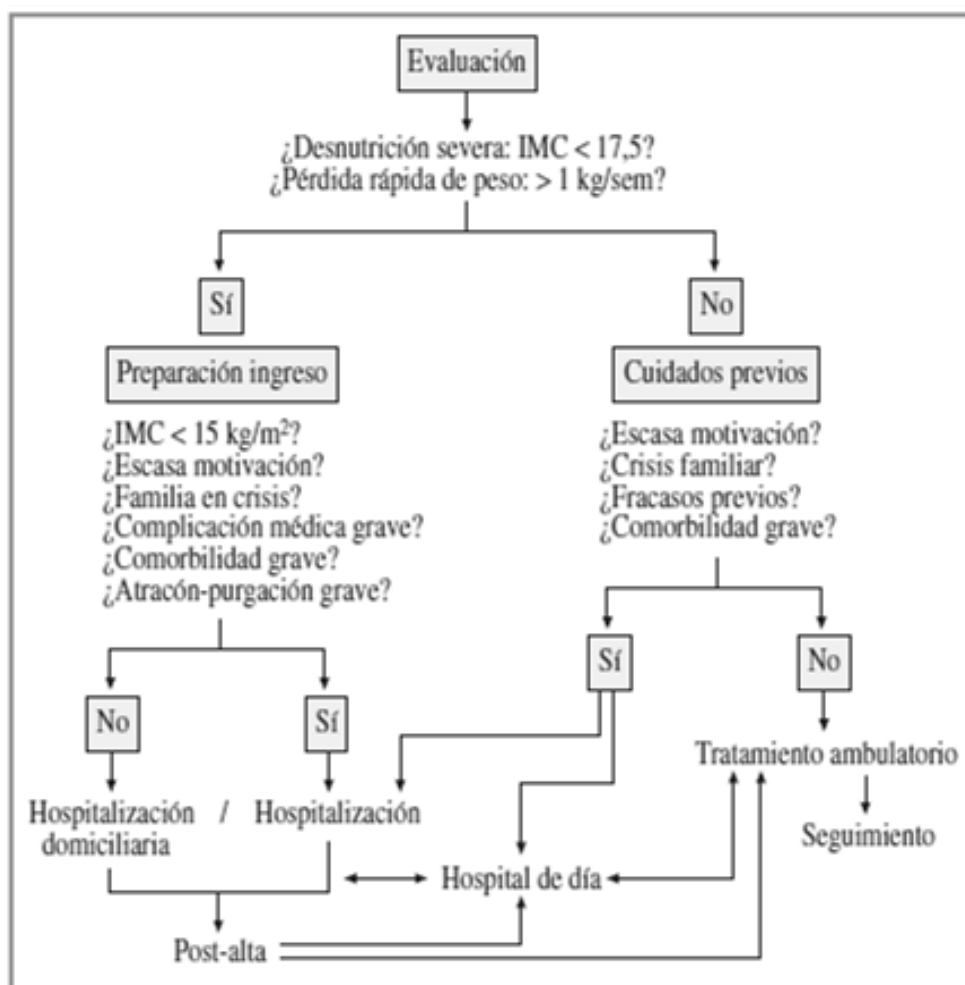 Evaluación
¿Desnutrición severa: IMC < 17,5?
¿Pérdida rápida de peso: > 1 kg/sem?
Sí
No
Preparación ingreso
Cuidados previos
¿IMC < 15 kg/m²?
¿Escasa motivación?
¿Familia en crisis?
¿Complicación médica grave?
¿Comorbilidad grave?
¿Atracón-purgación grave?
¿Escasa motivación?
¿Crisis familiar?
¿Fracasos previos?
¿Comorbilidad grave?
No
Sí
Sí
No
Hospitalización / Hospitalización
domiciliaria
Tratamiento ambulatorio
Seguimiento
Hospital de día
Post-alta